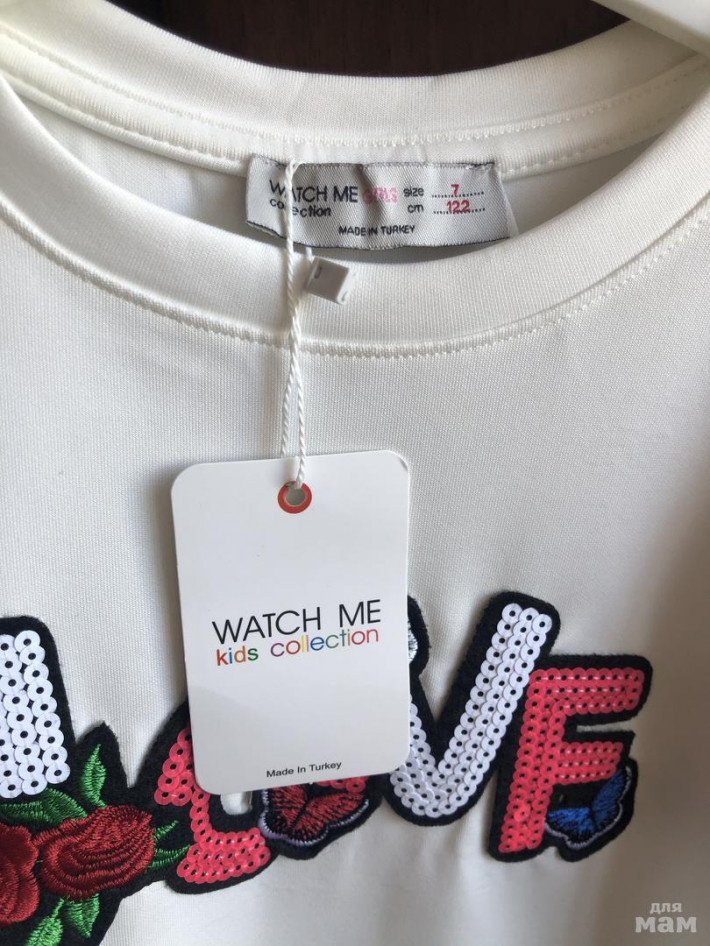 WATCH ME GIRLS size 7
collection cm 122
MADE IN TURKEY
WATCH ME
kids collection
Made In Turkey
I LOVE
для
мам